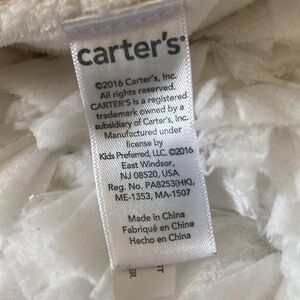 carter's®
©2016 Carter's, Inc.
All rights reserved.
CARTER'S is a registered
trademark owned by a
subsidiary of Carter's, Inc.
Manufactured under
license by
Kids Preferred, LLC. ©2016
East Windsor,
NJ 08520, USA
Reg. No. PA8253(HK),
ME-1353, MA-1507
Made in China
Fabriqué en Chine
Hecho en China